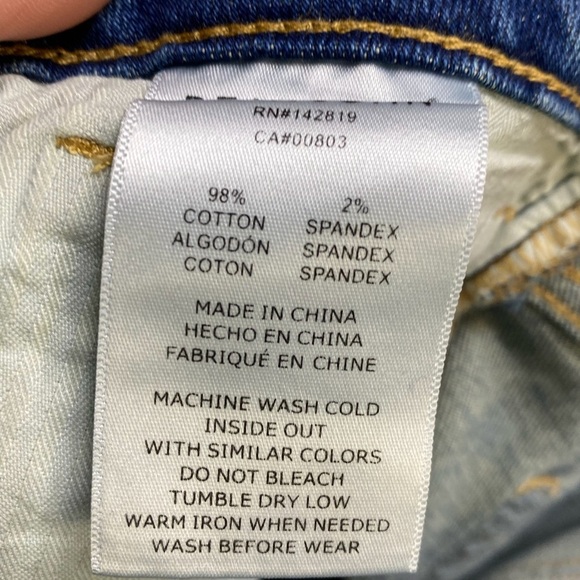 RN#142819
CA#00803
98% 2%
COTTON SPANDEX
ALGODÓN SPANDEX
COTON SPANDEX
MADE IN CHINA
HECHO EN CHINA
FABRIQUÉ EN CHINE
MACHINE WASH COLD
INSIDE OUT
WITH SIMILAR COLORS
DO NOT BLEACH
TUMBLE DRY LOW
WARM IRON WHEN NEEDED
WASH BEFORE WEAR